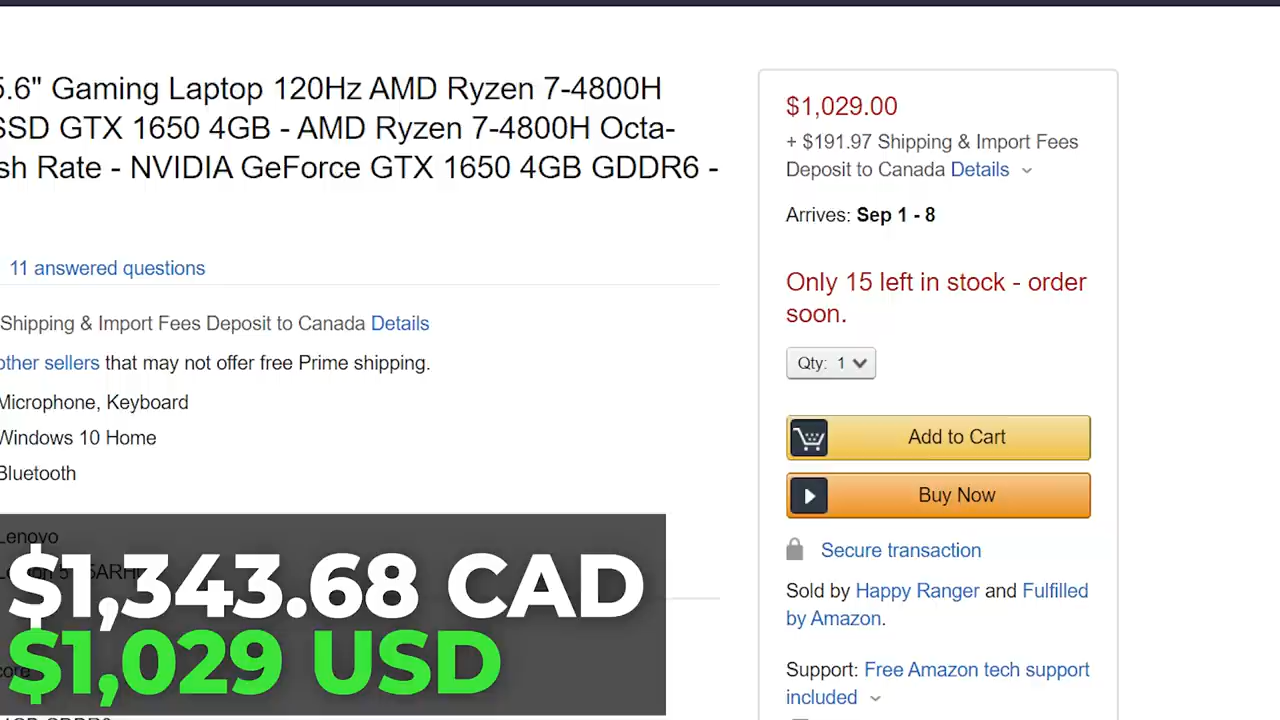 5.6" Gaming Laptop 120Hz AMD Ryzen 7-4800H
SSD GTX 1650 4GB - AMD Ryzen 7-4800H Octa-
sh Rate - NVIDIA GeForce GTX 1650 4GB GDDR6 -
11 answered questions
Shipping & Import Fees Deposit to Canada Details
other sellers that may not offer free Prime shipping.
Microphone, Keyboard
Windows 10 Home
Bluetooth
Lenovo
$1,343.68 CAD
$1,029 USD
$1,029.00
+ $191.97 Shipping & Import Fees
Deposit to Canada Details
Arrives: Sep 1 - 8
Only 15 left in stock - order
soon.
Qty: 1
Add to Cart
Buy Now
Secure transaction
Sold by Happy Ranger and Fulfilled
by Amazon.
Support: Free Amazon tech support
included